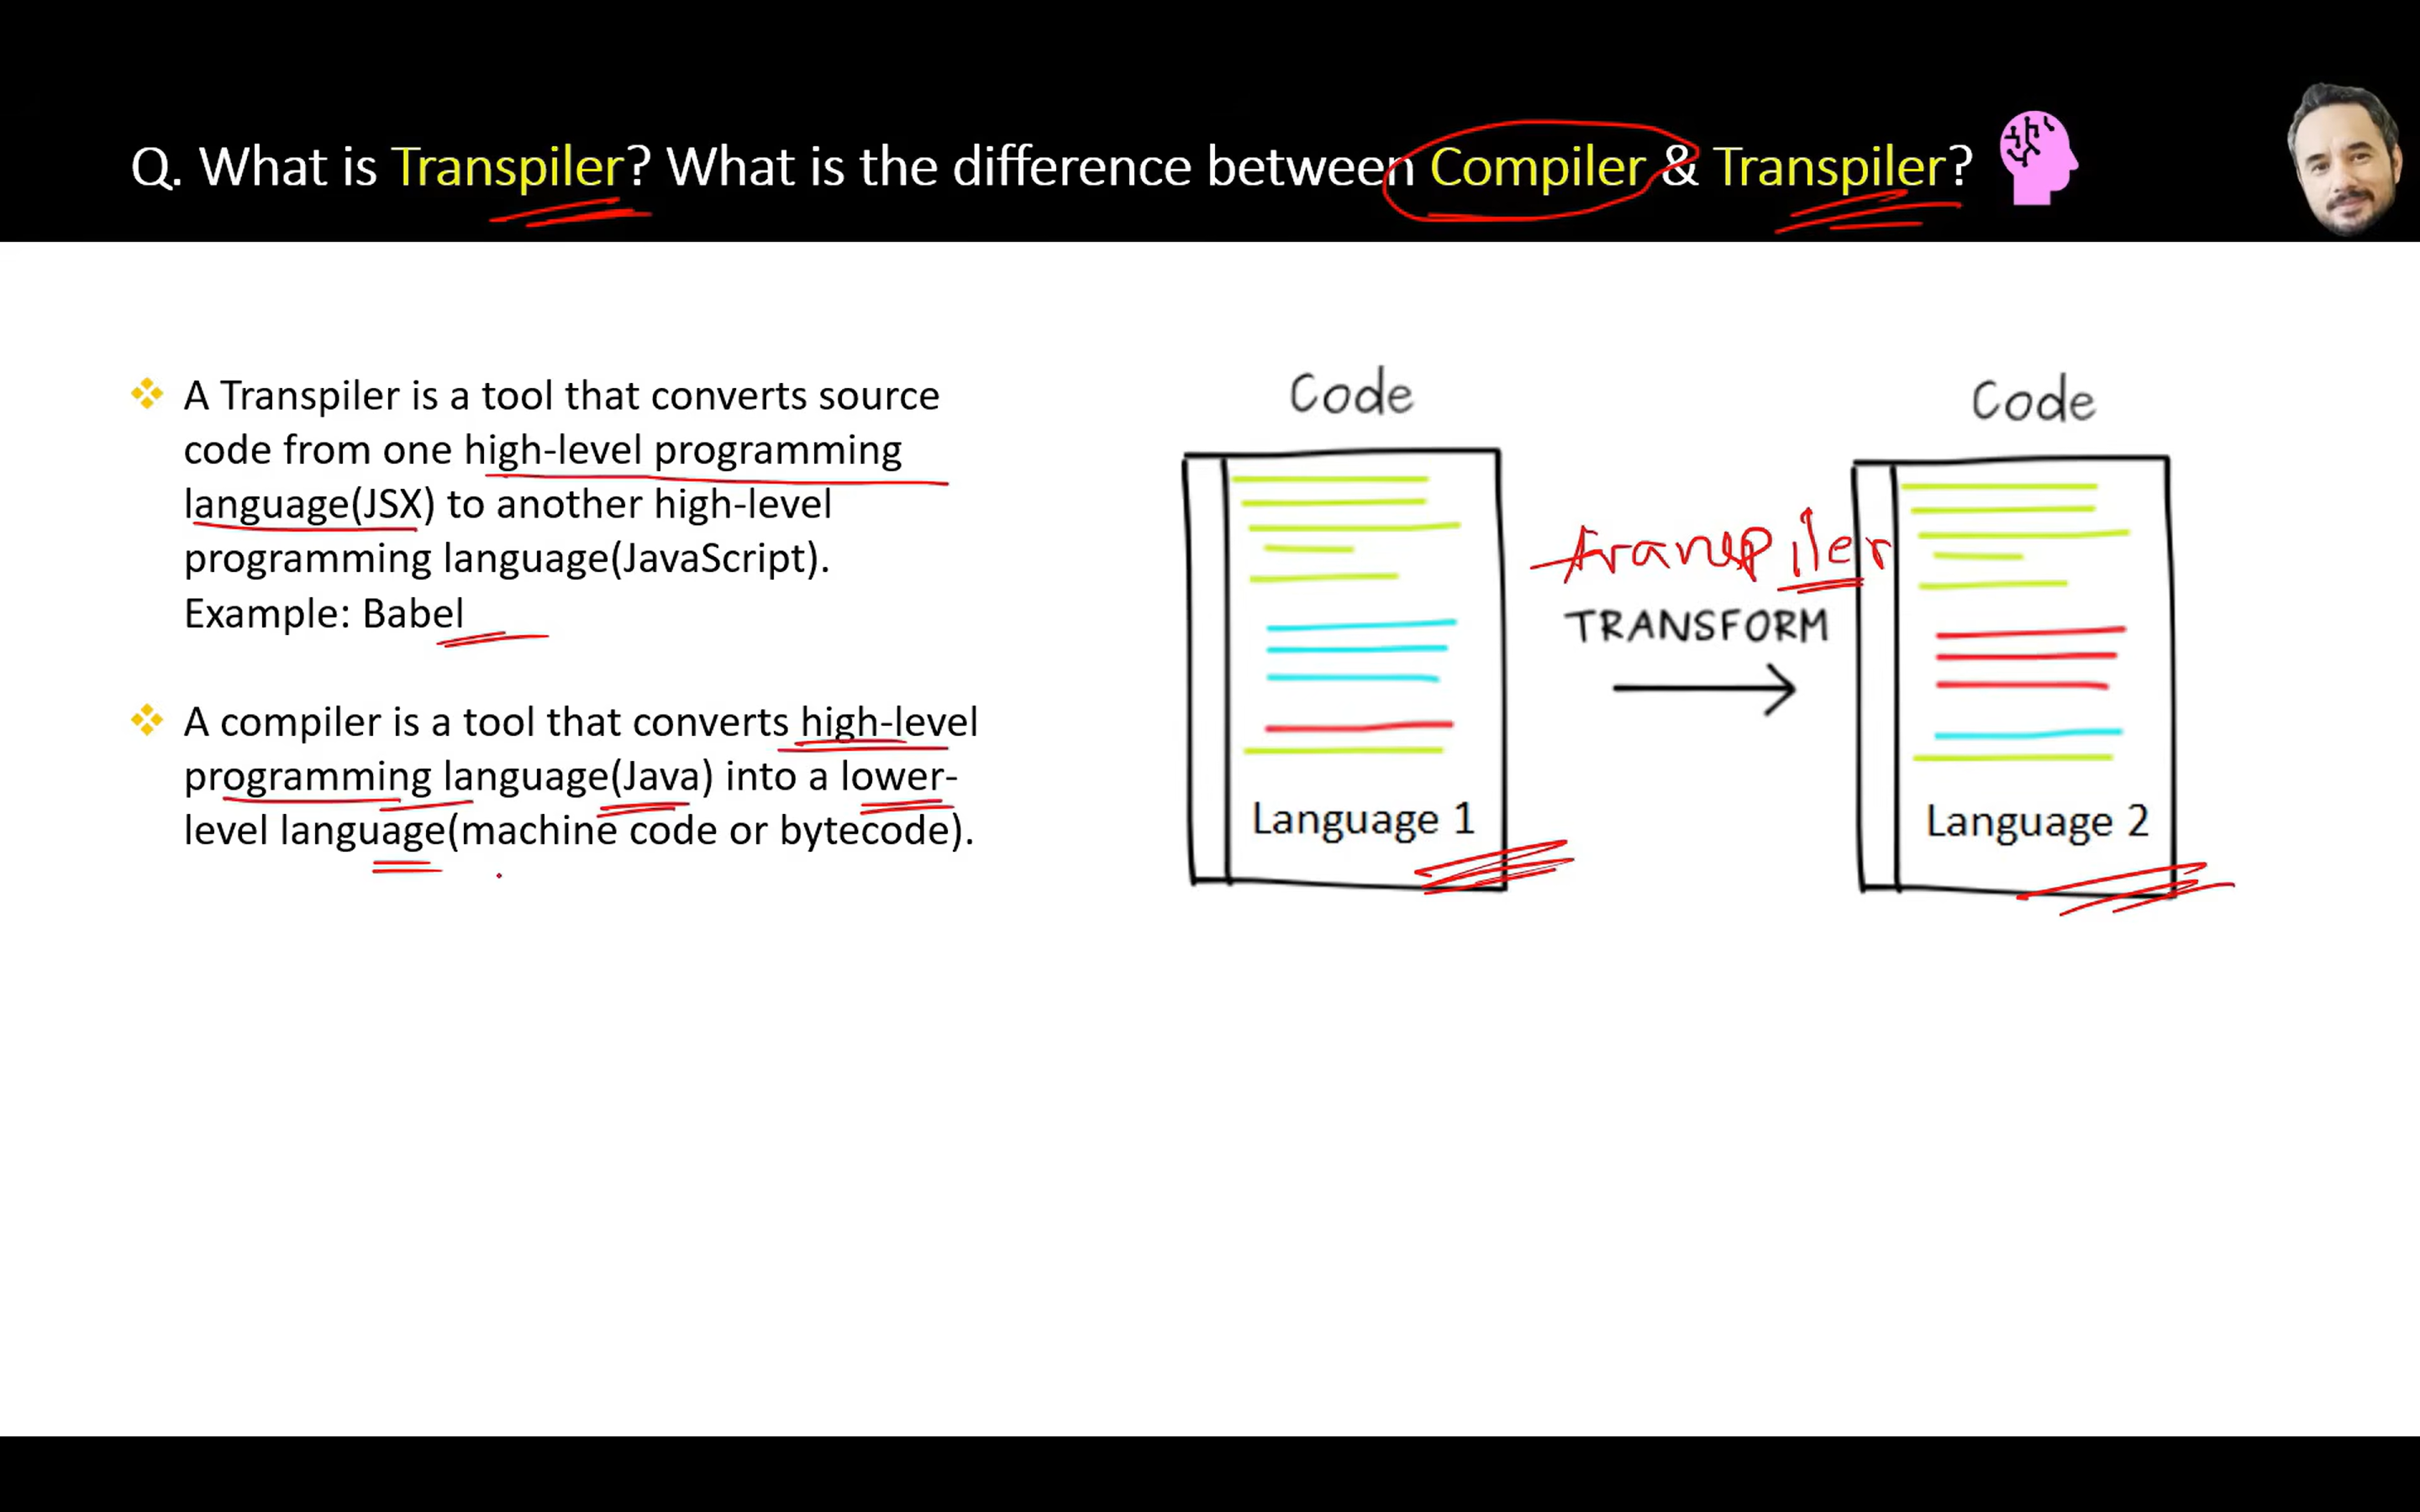 Q. What is Transpiler? What is the difference between Compiler & Transpiler?
A Transpiler is a tool that converts source
code from one high-level programming
language(JSX) to another high-level
programming language(JavaScript).
Example: Babel
A compiler is a tool that converts high-level
programming language(Java) into a lower-
level language(machine code or bytecode).
Code
Language 1
transpiler
TRANSFORM
Code
Language 2